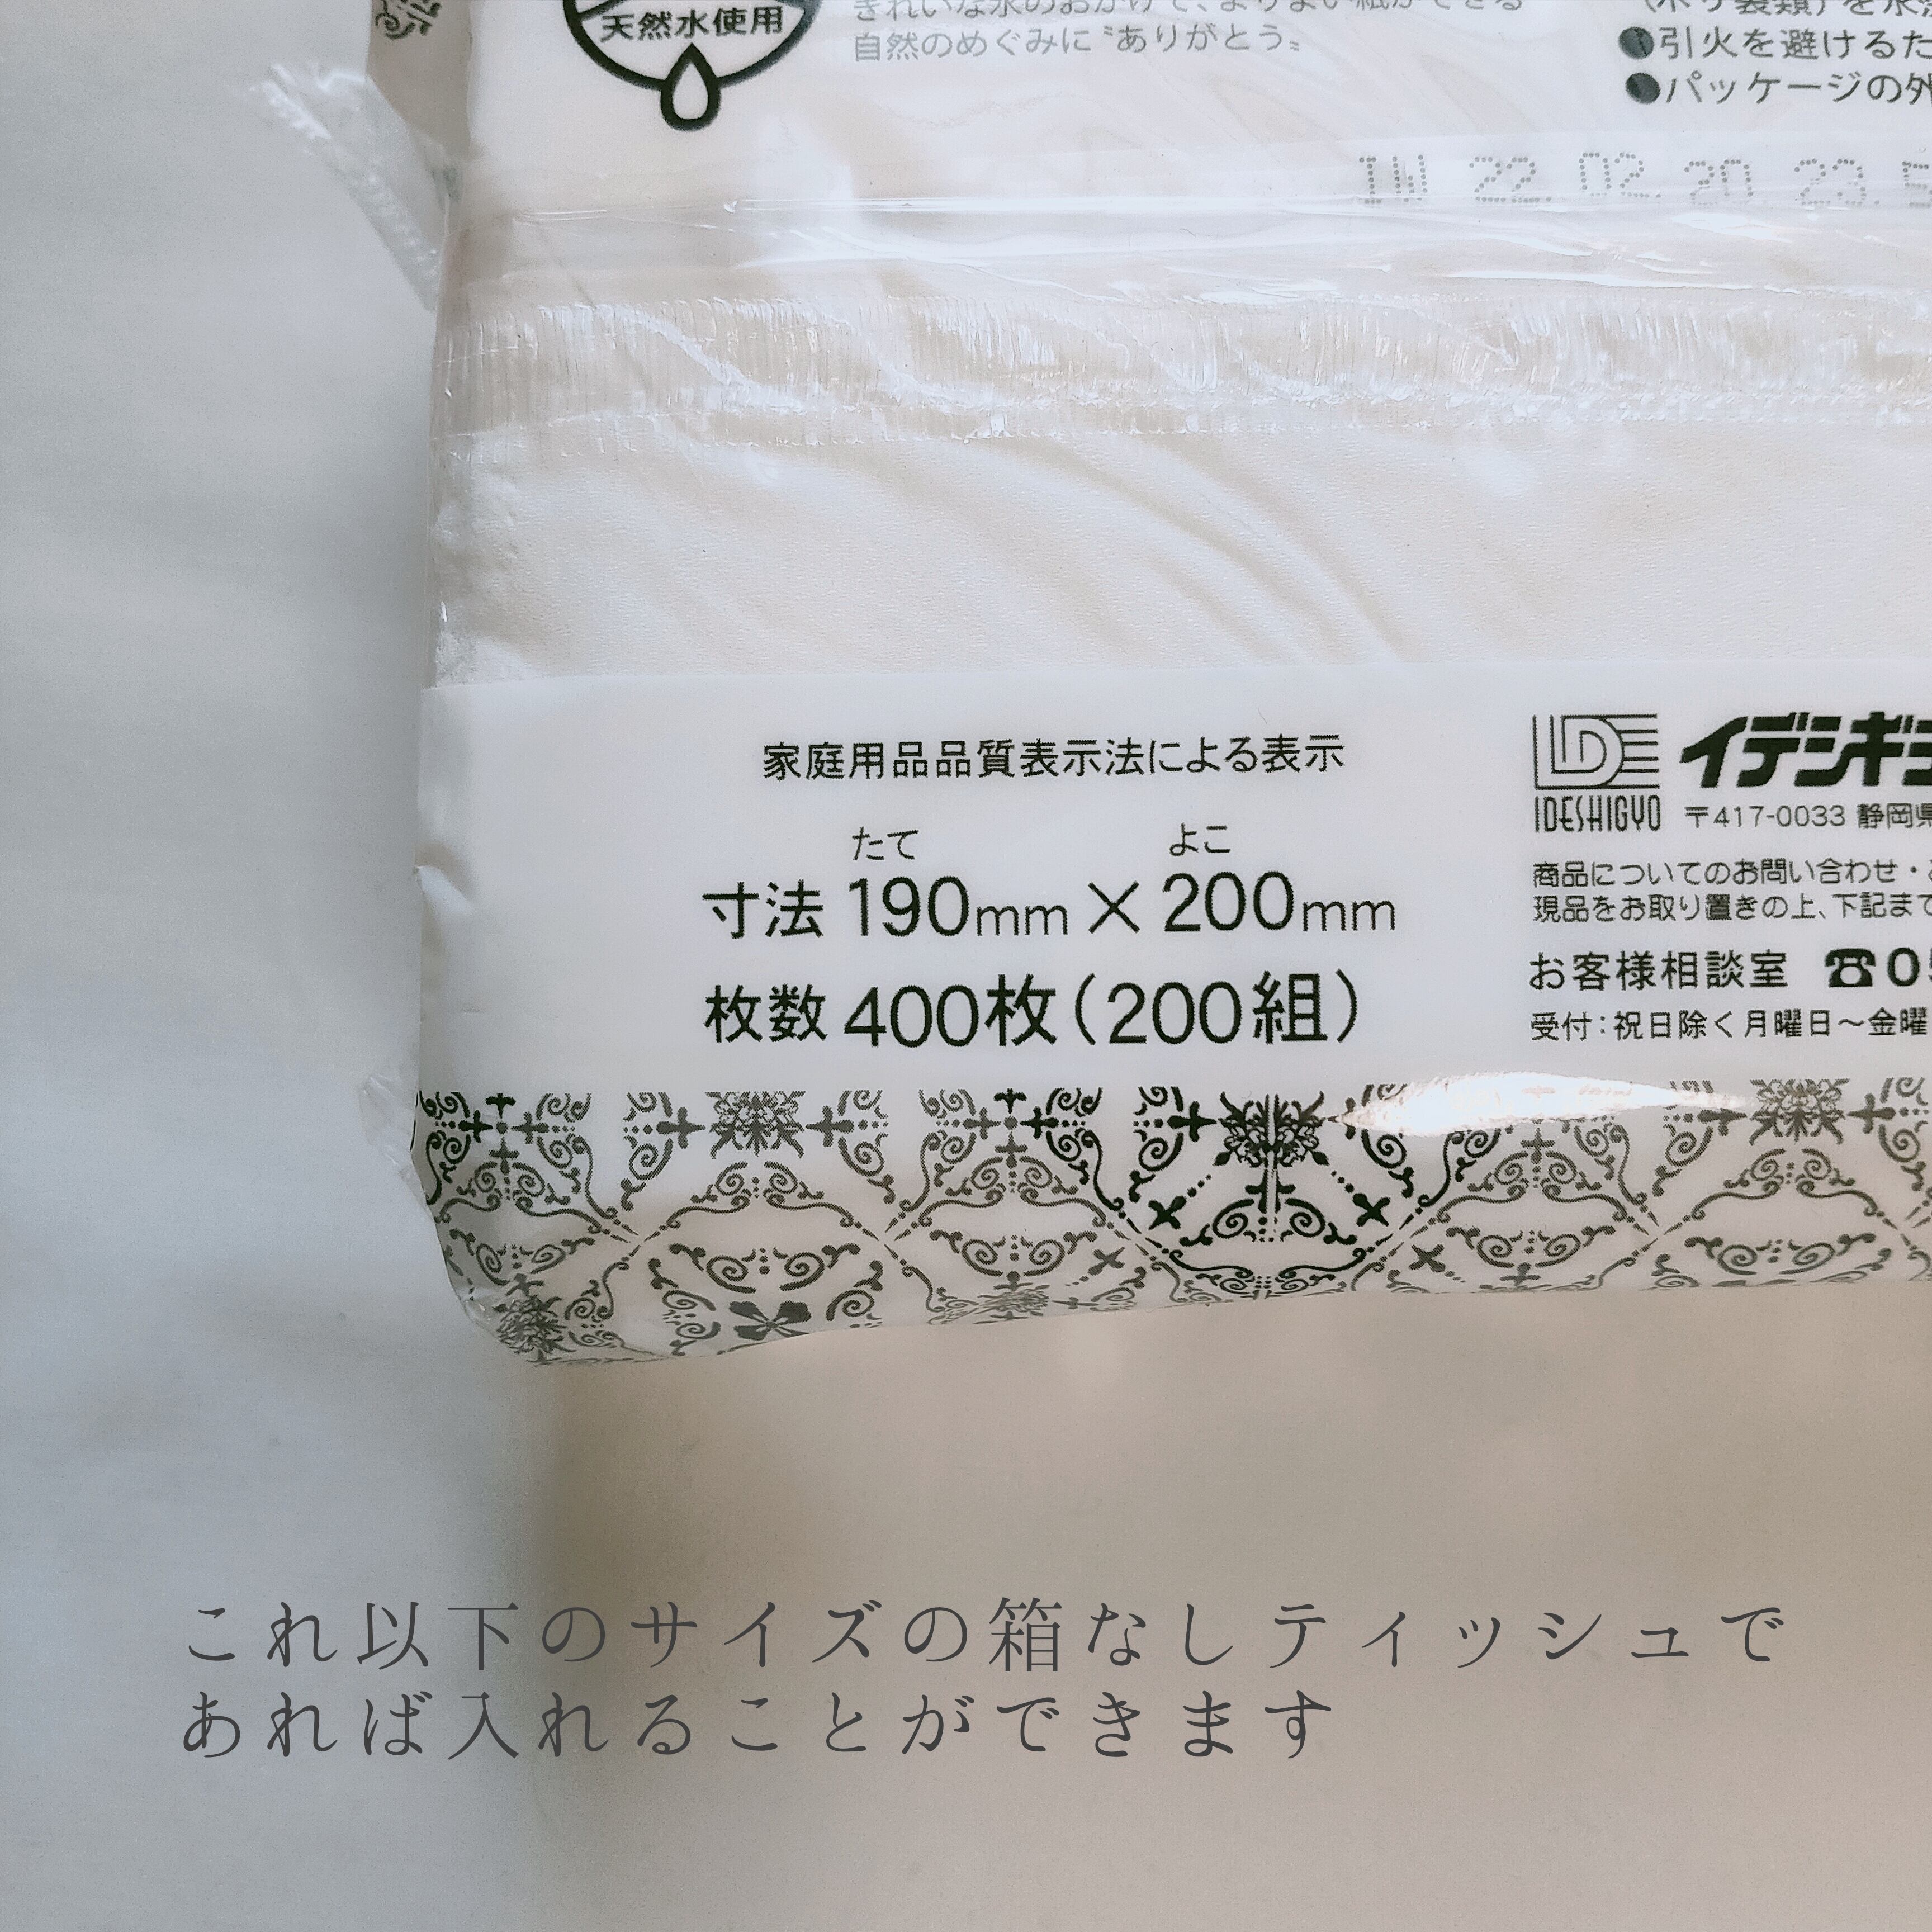 天然水使用
きれいな水のおかげで、よりよい紙ができる
自然のめぐみに〝ありがとう〟
●引火を避けるた
●パッケージの外
IW 22.02.20 23.
家庭用品品質表示法による表示
たて よこ
寸法 190mm×200mm
枚数 400枚(200組)
LDE
IDESHIGYO
イデシギョ
〒417-0033 静岡県
商品についてのお問い合わせ・
現品をお取り置きの上、下記まで
お客様相談室 ☎0
受付:祝日除く月曜日〜金曜
これ以下のサイズの箱なしティッシュで
あれば入れることができます